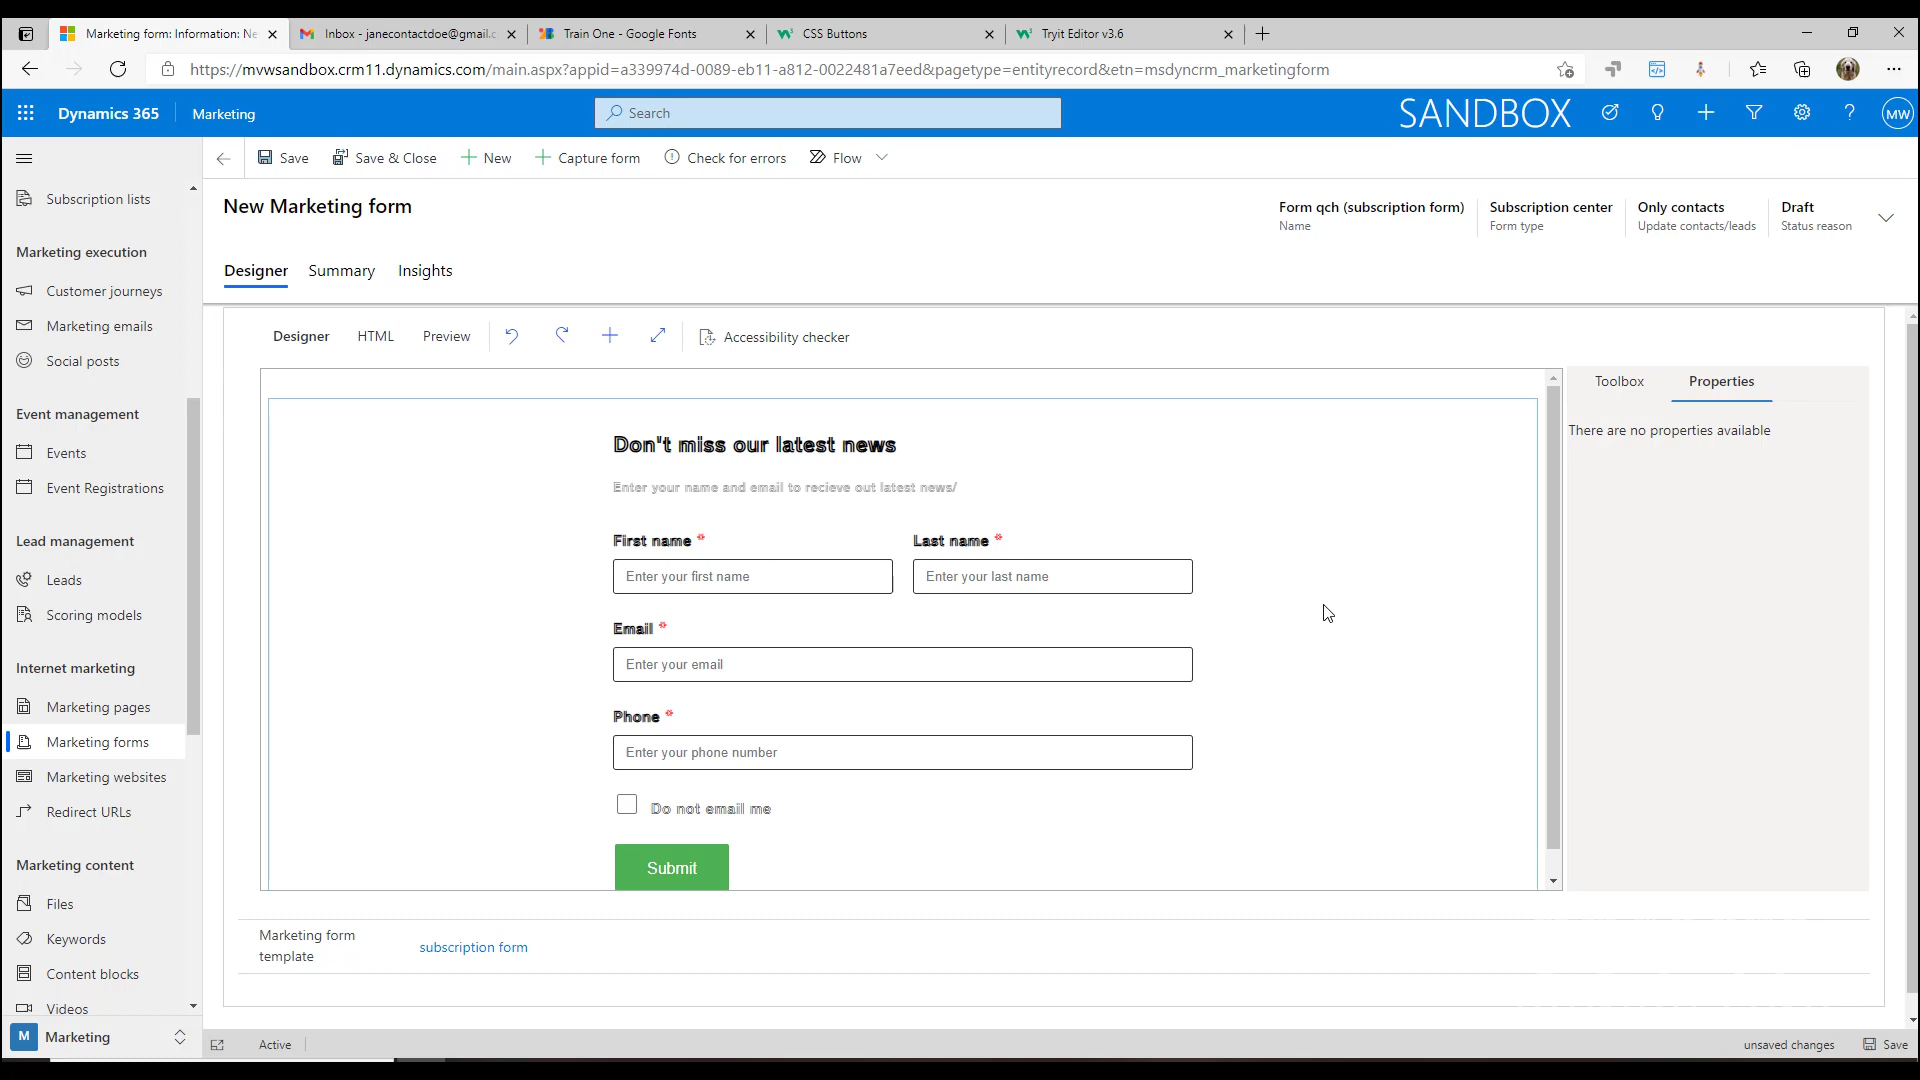 Marketing form: Information: Ne
Inbox - janecontactdoe@gmail.c
Train One - Google Fonts
CSS Buttons
Tryit Editor v3.6
https://mvwsandbox.crm11.dynamics.com/main.aspx?appid=a339974d-0089-eb11-a812-0022481a7eed&pagetype=entityrecord&etn=msdyncrm_marketingform
Dynamics 365
Marketing
Search
SANDBOX
MW
Save
Save & Close
New
Capture form
Check for errors
Flow
New Marketing form
Form qch (subscription form)
Name
Subscription center
Form type
Only contacts
Update contacts/leads
Draft
Status reason
Designer
Summary
Insights
Subscription lists
Marketing execution
Customer journeys
Marketing emails
Social posts
Event management
Events
Event Registrations
Lead management
Leads
Scoring models
Internet marketing
Marketing pages
Marketing forms
Marketing websites
Redirect URLs
Marketing content
Files
Keywords
Content blocks
Videos
M
Marketing
Designer
HTML
Preview
Accessibility checker
Don't miss our latest news
Enter your name and email to recieve out latest news/
First name *
Last name *
Enter your first name
Enter your last name
Email *
Enter your email
Phone *
Enter your phone number
Do not email me
Submit
Toolbox
Properties
There are no properties available
Marketing form
template
subscription form
Active
unsaved changes
Save